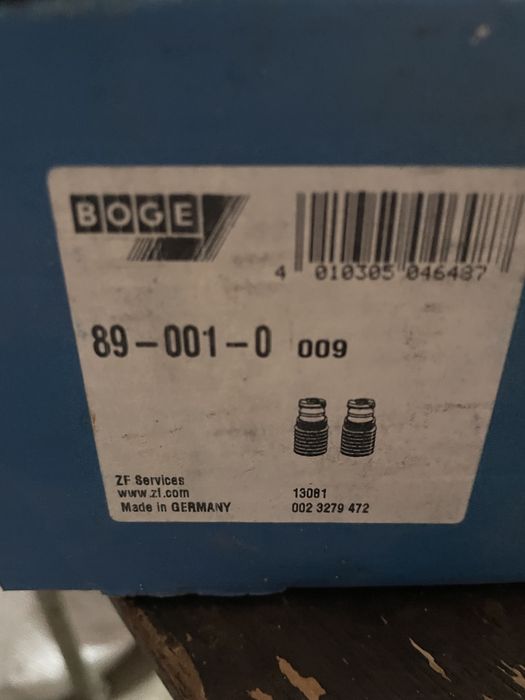 BOGE
4 010305 046487
89-001-0 009
ZF Services
www.zf.com
Made in GERMANY
13081
002 3279 472